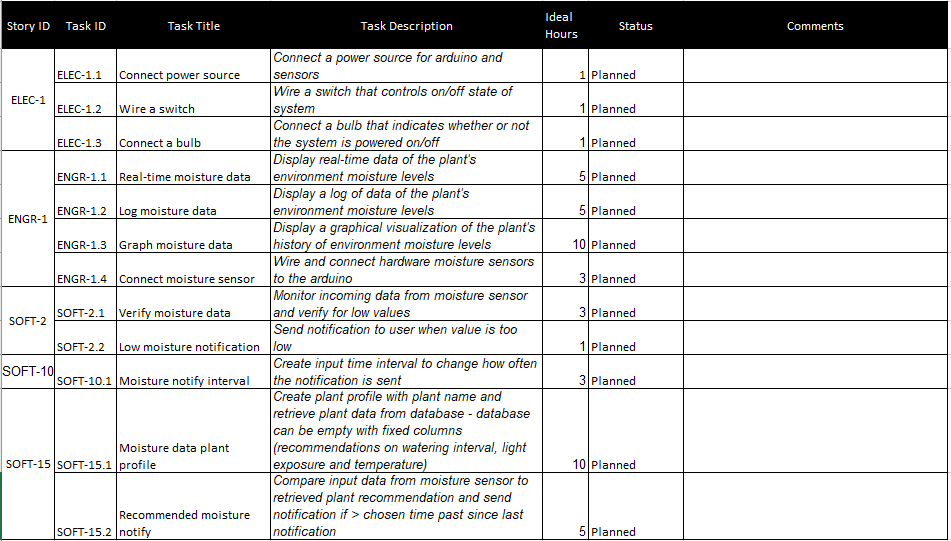 Story ID Task ID Task Title Task Description Ideal Hours Status Comments
ELEC-1
ELEC-1.1 Connect power source Connect a power source for arduino and
sensors 1 Planned
ELEC-1.2 Wire a switch Wire a switch that controls on/off state of
system 1 Planned
ELEC-1.3 Connect a bulb Connect a bulb that indicates whether or not
the system is powered on/off 1 Planned
ENGR-1
ENGR-1.1 Real-time moisture data Display real-time data of the plant's
environment moisture levels 5 Planned
ENGR-1.2 Log moisture data Display a log of data of the plant's
environment moisture levels 5 Planned
ENGR-1.3 Graph moisture data Display a graphical visualization of the plant's
history of environment moisture levels 10 Planned
ENGR-1.4 Connect moisture sensor Wire and connect hardware moisture sensors
to the arduino 3 Planned
SOFT-2
SOFT-2.1 Verify moisture data Monitor incoming data from moisture sensor
and verify for low values 3 Planned
SOFT-2.2 Low moisture notification Send notification to user when value is too
low 1 Planned
SOFT-10
SOFT-10.1 Moisture notify interval Create input time interval to change how often
the notification is sent 3 Planned
SOFT-15
SOFT-15.1 Moisture data plant
profile Create plant profile with plant name and
retrieve plant data from database - database
can be empty with fixed columns
(recommendations on watering interval, light
exposure and temperature) 10 Planned
SOFT-15.2 Recommended moisture
notify Compare input data from moisture sensor to
retrieved plant recommendation and send
notification if > chosen time past since last
notification 5 Planned